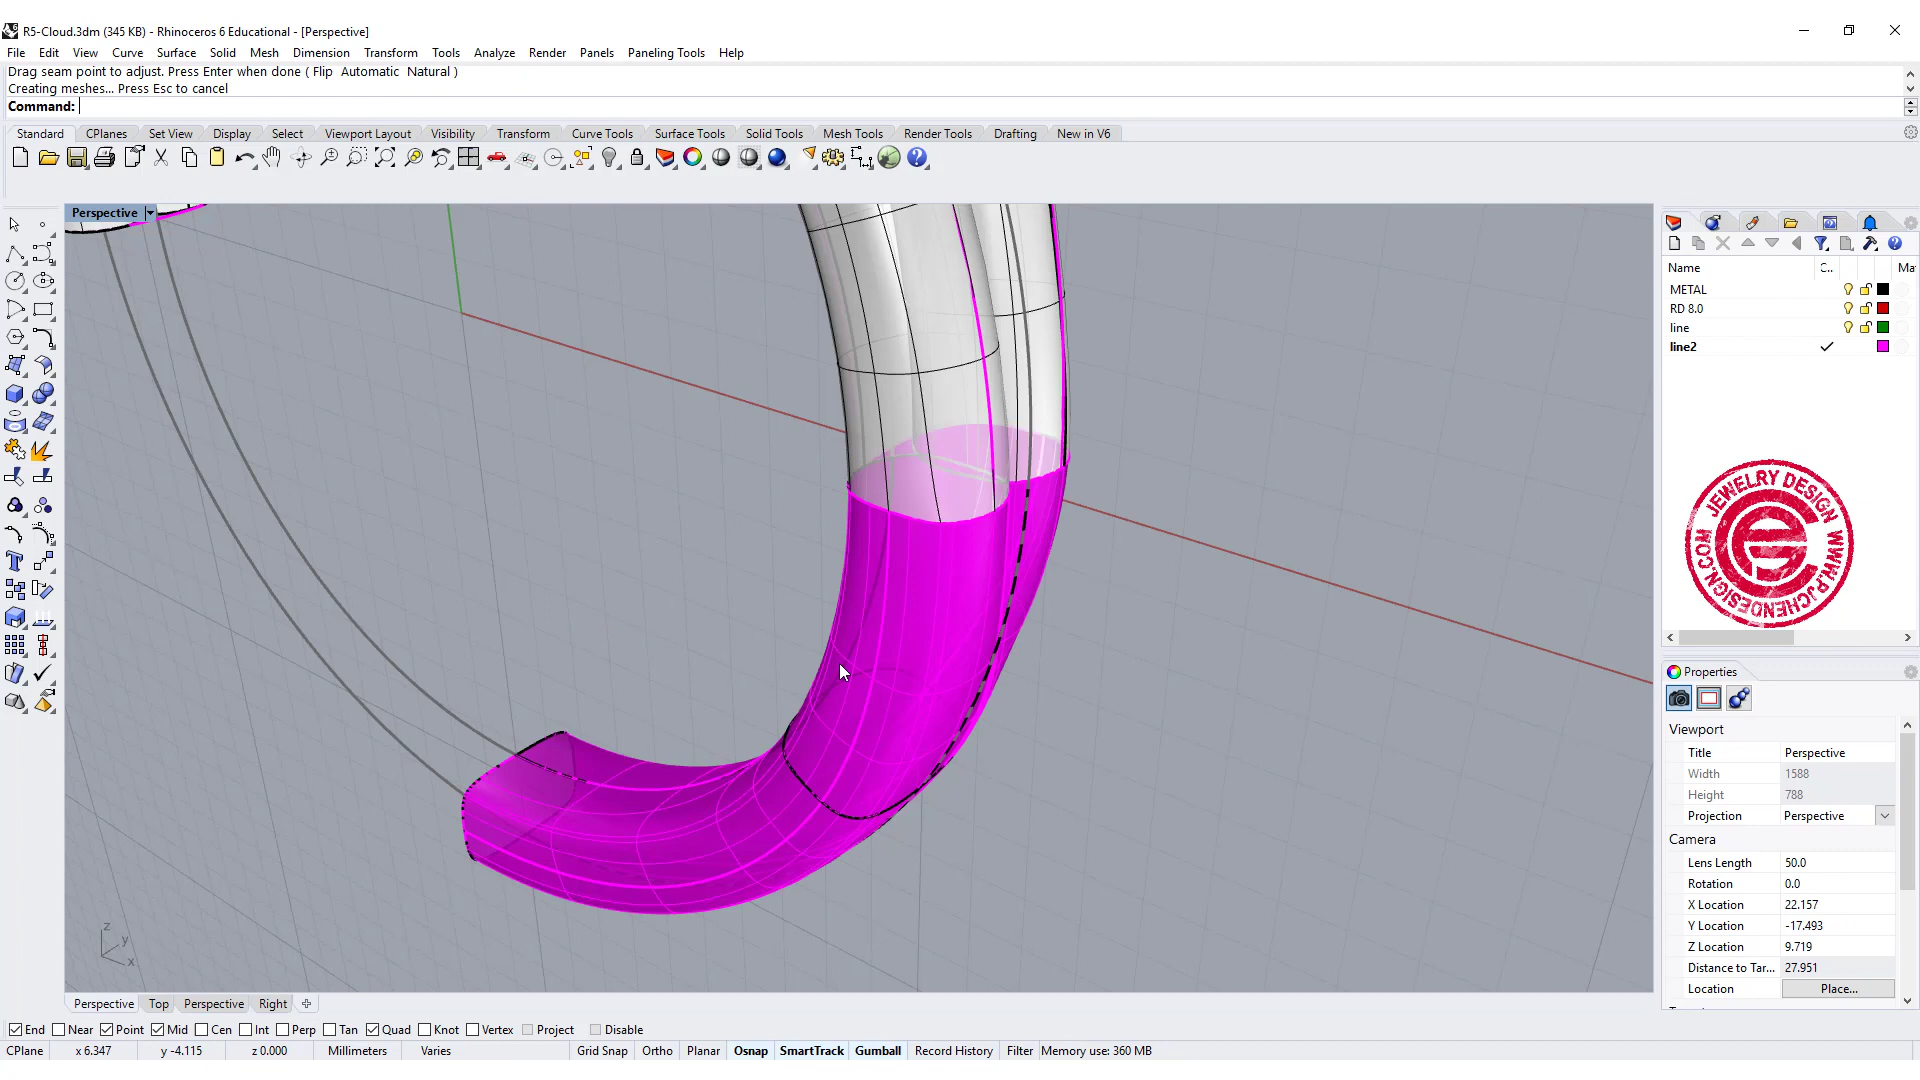 R5-Cloud.3dm (345 KB) - Rhinoceros 6 Educational - [Perspective]
File Edit View Curve Surface Solid Mesh Dimension Transform Tools Analyze Render Panels Paneling Tools Help
Drag seam point to adjust. Press Enter when done ( Flip Automatic Natural )
Creating meshes... Press Esc to cancel
Command:
Standard CPlanes Set View Display Select Viewport Layout Visibility Transform Curve Tools Surface Tools Solid Tools Mesh Tools Render Tools Drafting New in V6
Perspective
Name C.. Ma
METAL
RD 8.0
line
line2
JEWELRY DESIGN WWW.PJCHENDESIGN.COM
Properties
Viewport
Title Perspective
Width 1588
Height 788
Projection Perspective
Camera
Lens Length 50.0
Rotation 0.0
X Location 22.157
Y Location -17.493
Z Location 9.719
Distance to Tar... 27.951
Location Place...
z
y
x
Perspective Top Perspective Right
End Near Point Mid Cen Int Perp Tan Quad Knot Vertex Project Disable
CPlane x 6.347 y -4.115 z 0.000 Millimeters Varies Grid Snap Ortho Planar Osnap SmartTrack Gumball Record History Filter Memory use: 360 MB